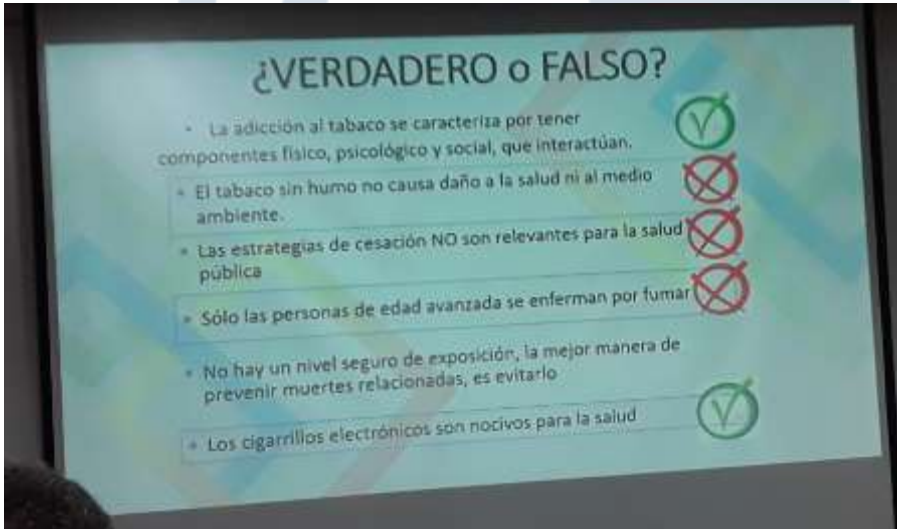 ¿VERDADERO o FALSO?
• La adicción al tabaco se caracteriza por tener
componentes físico, psicológico y social, que interactúan.
• El tabaco sin humo no causa daño a la salud ni al medio
ambiente.
• Las estrategias de cesación NO son relevantes para la salud
pública
• Sólo las personas de edad avanzada se enferman por fumar
• No hay un nivel seguro de exposición, la mejor manera de
prevenir muertes relacionadas, es evitarlo
• Los cigarrillos electrónicos son nocivos para la salud